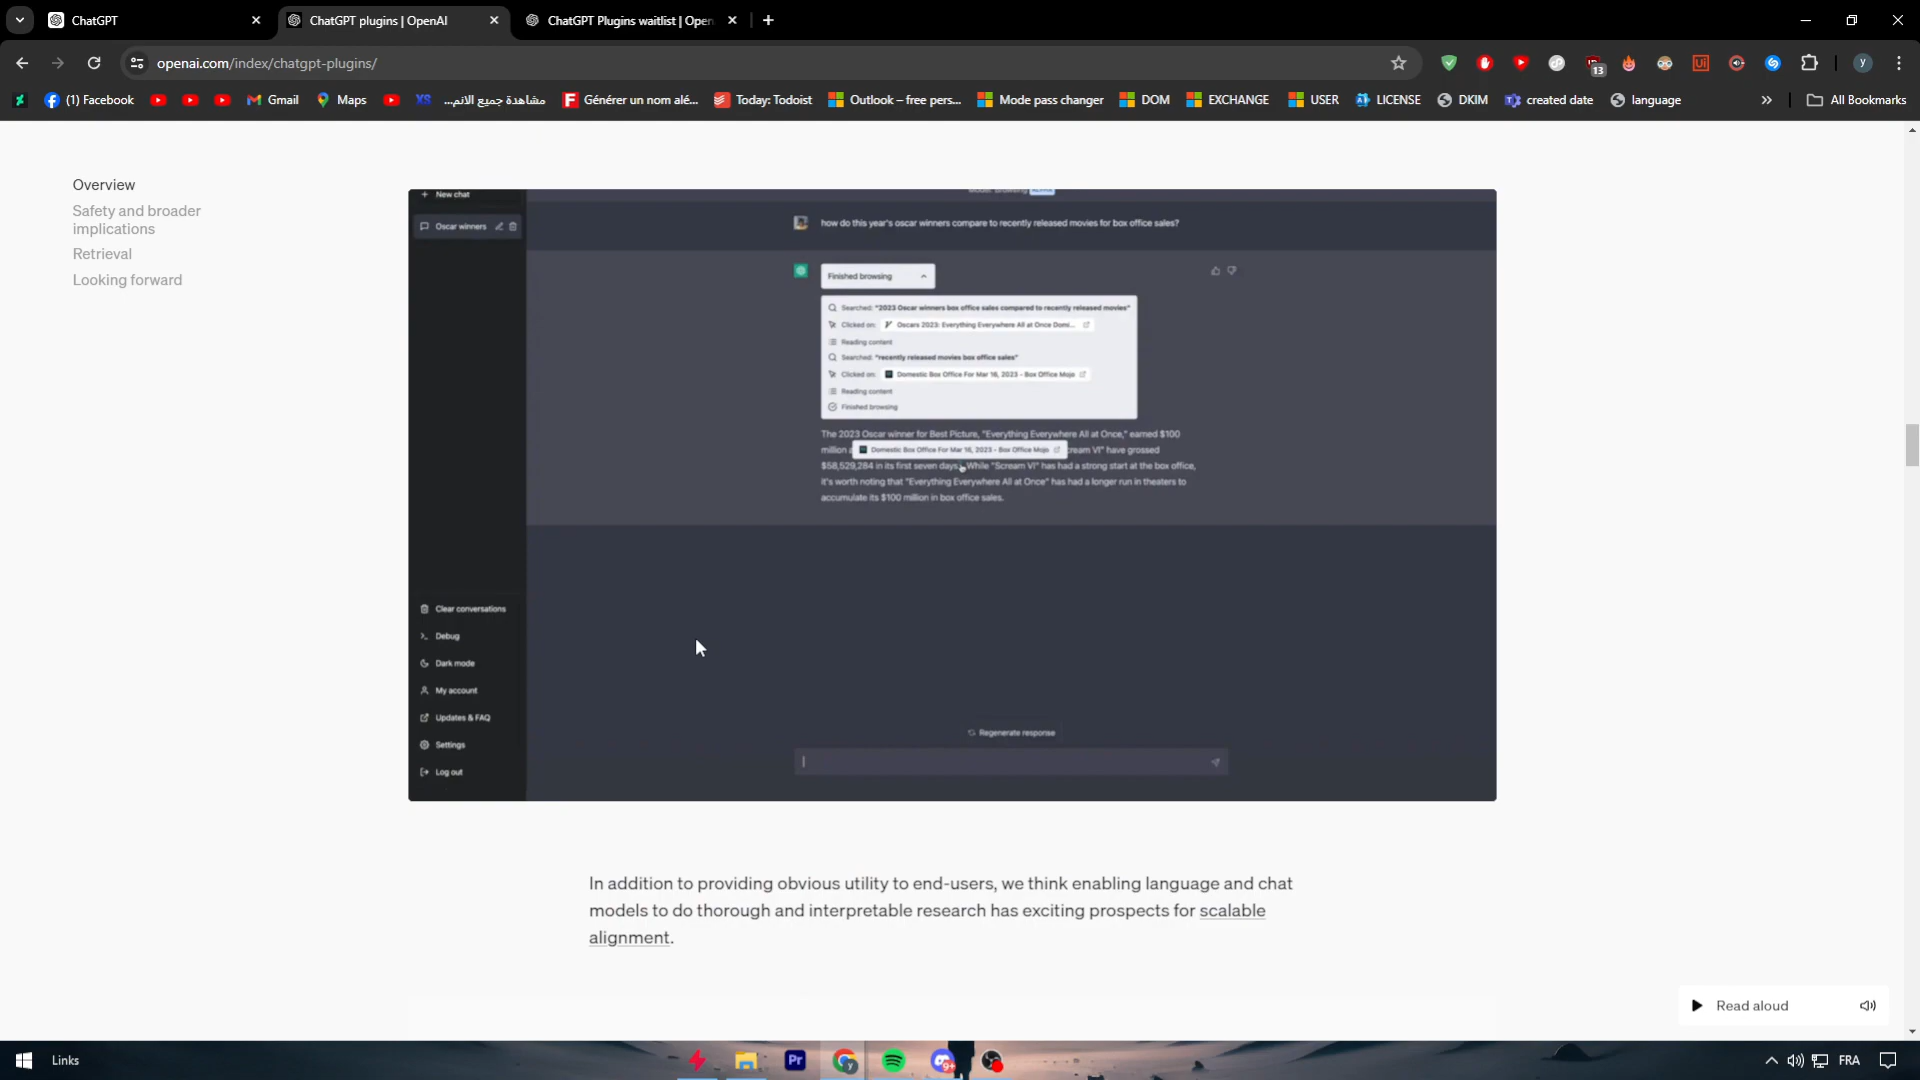 ChatGPT
ChatGPT plugins | OpenAI
ChatGPT Plugins waitlist | Open
openai.com/index/chatgpt-plugins/
13
Ui
y
(1) Facebook
Gmail
Maps
XS
مشاهدة جميع الانم...
Générer un nom alé...
Today: Todoist
Outlook – free pers...
Mode pass changer
DOM
EXCHANGE
USER
LICENSE
DKIM
created date
language
All Bookmarks
Overview
Safety and broader
implications
Retrieval
Looking forward
New chat
Oscar winners
Model: Browsing
how do this year's oscar winners compare to recently released movies for box office sales?
Finished browsing
Searched: "2023 Oscar winners box office sales compared to recently released movies"
Clicked on: Oscars 2023: Everything Everywhere All at Once Domi...
Reading content
Searched: "recently released movies box office sales"
Clicked on: Domestic Box Office For Mar 16, 2023 - Box Office Mojo
Reading content
Finished browsing
The 2023 Oscar winner for Best Picture, "Everything Everywhere All at Once," earned $100
million Domestic Box Office For Mar 16, 2023 - Box Office Mojo cream VI" have grossed
$58,529,284 in its first seven days. While "Scream VI" has had a strong start at the box office,
it's worth noting that "Everything Everywhere All at Once" has had a longer run in theaters to
accumulate its $100 million in box office sales.
Clear conversations
Debug
Dark mode
My account
Updates & FAQ
Settings
Log out
Regenerate response
In addition to providing obvious utility to end-users, we think enabling language and chat
models to do thorough and interpretable research has exciting prospects for scalable
alignment.
Read aloud
Links
Pr
9+
FRA